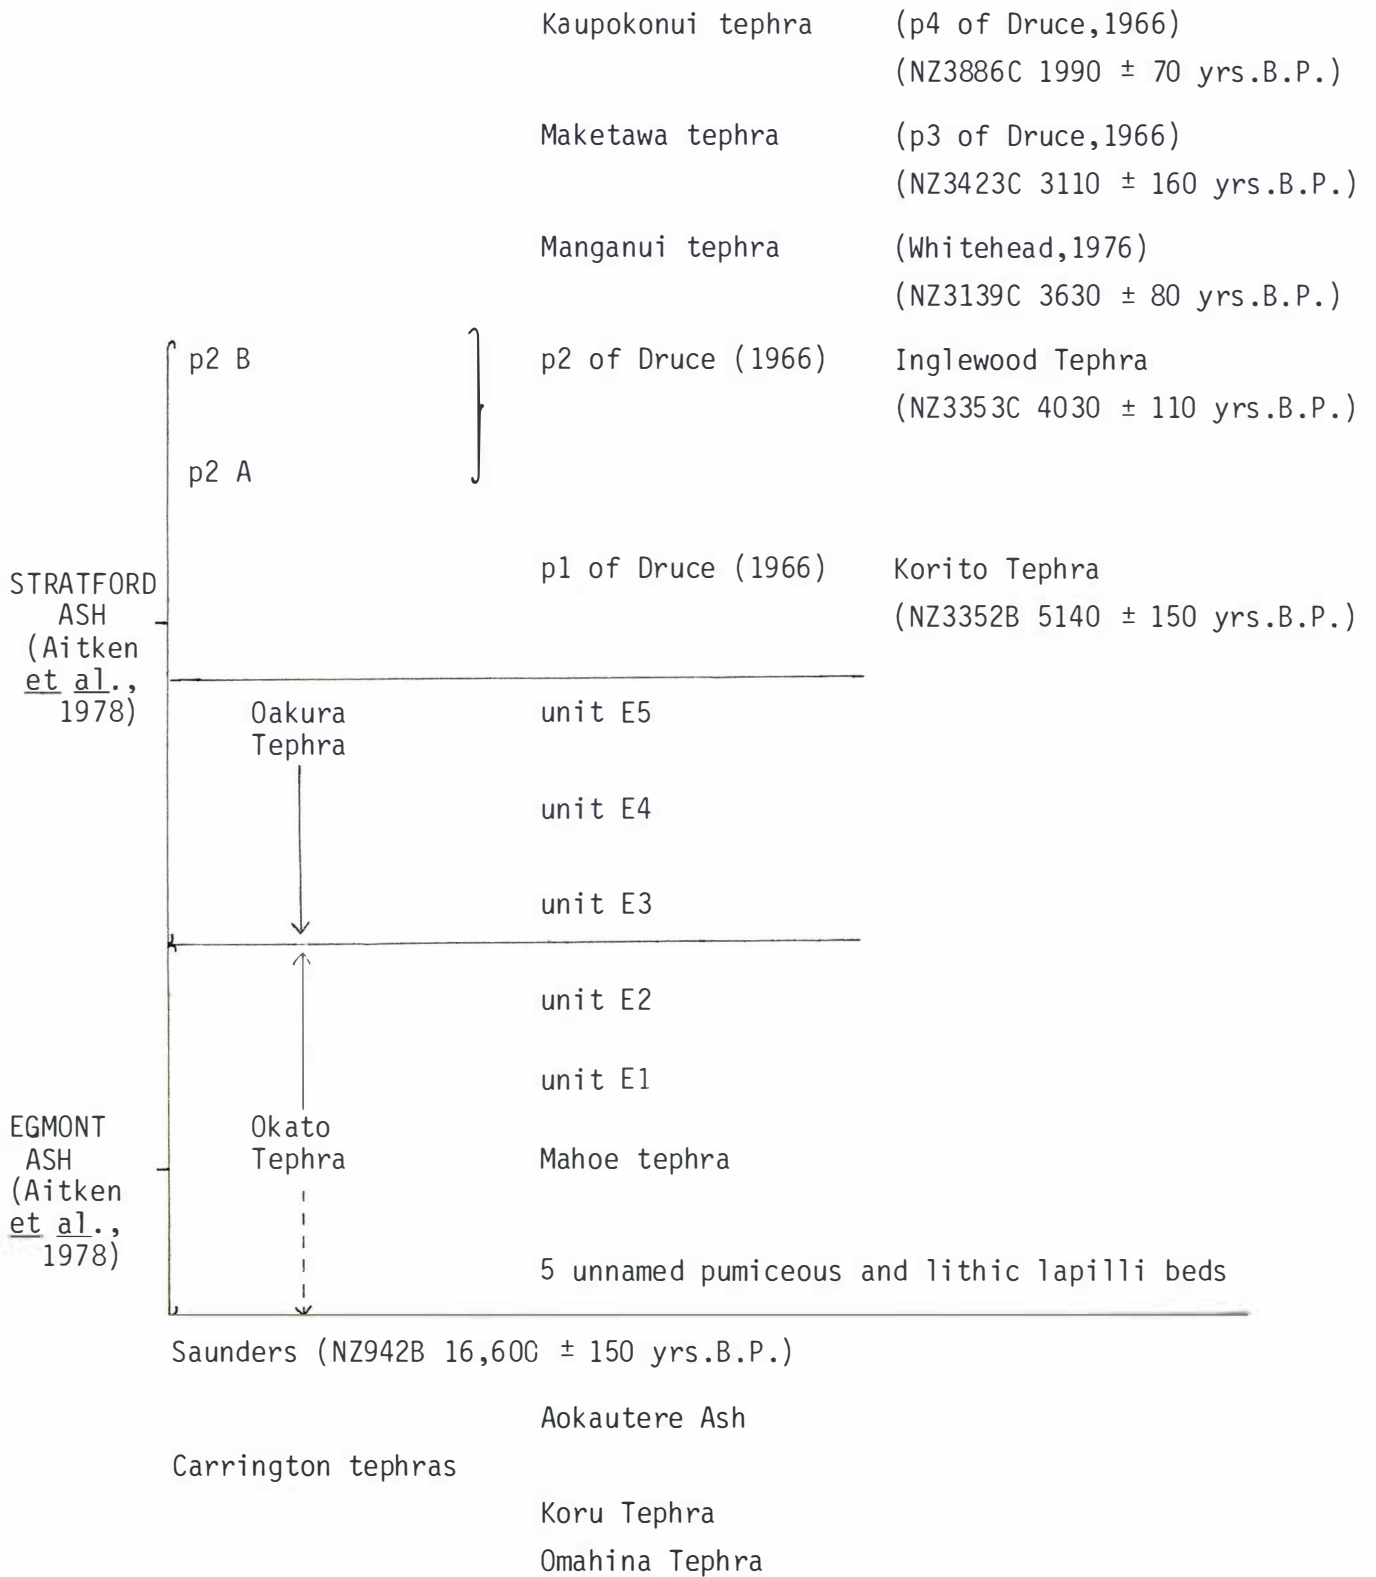 Kaupokonui tephra (p4 of Druce,1966)
(NZ3886C 1990 ± 70 yrs.B.P.)
Maketawa tephra (p3 of Druce,1966)
(NZ3423C 3110 ± 160 yrs.B.P.)
Manganui tephra (Whitehead,1976)
(NZ3139C 3630 ± 80 yrs.B.P.)
p2 B p2 of Druce (1966) Inglewood Tephra
(NZ3353C 4030 ± 110 yrs.B.P.)
p2 A
p1 of Druce (1966) Korito Tephra
(NZ3352B 5140 ± 150 yrs.B.P.)
STRATFORD
ASH
(Aitken
et al.,
1978)
Oakura
Tephra
unit E5
unit E4
unit E3
unit E2
unit E1
EGMONT
ASH
(Aitken
et al.,
1978)
Okato
Tephra
Mahoe tephra
5 unnamed pumiceous and lithic lapilli beds
Saunders (NZ942B 16,600 ± 150 yrs.B.P.)
Aokautere Ash
Carrington tephras
Koru Tephra
Omahina Tephra